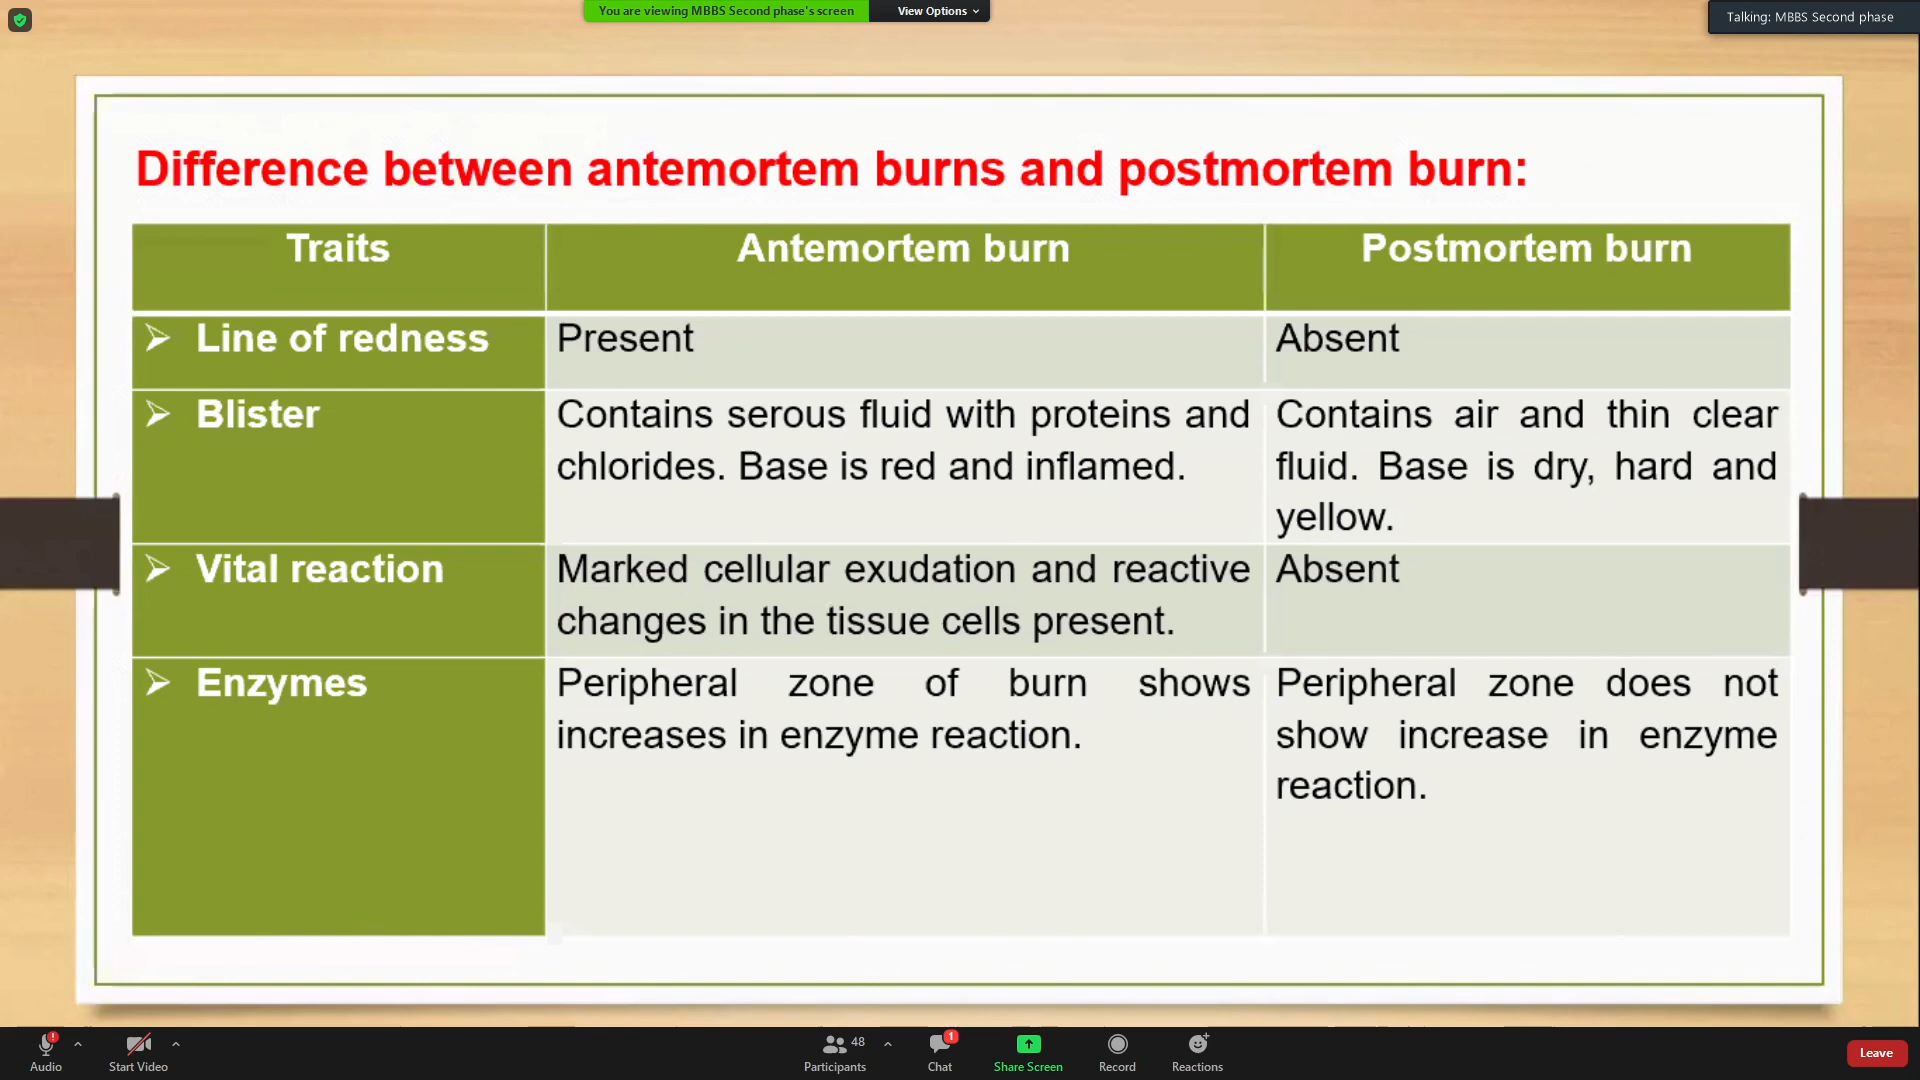 You are viewing MBBS Second phase's screen
View Options
Talking: MBBS Second phase
Difference between antemortem burns and postmortem burn:
Traits
Antemortem burn
Postmortem burn
Line of redness
Present
Absent
Blister
Contains serous fluid with proteins and
chlorides. Base is red and inflamed.
Contains air and thin clear
fluid. Base is dry, hard and
yellow.
Vital reaction
Marked cellular exudation and reactive
changes in the tissue cells present.
Absent
Enzymes
Peripheral zone of burn shows
increases in enzyme reaction.
Peripheral zone does not
show increase in enzyme
reaction.
Audio
Start Video
48
Participants
1
Chat
Share Screen
Record
Reactions
Leave